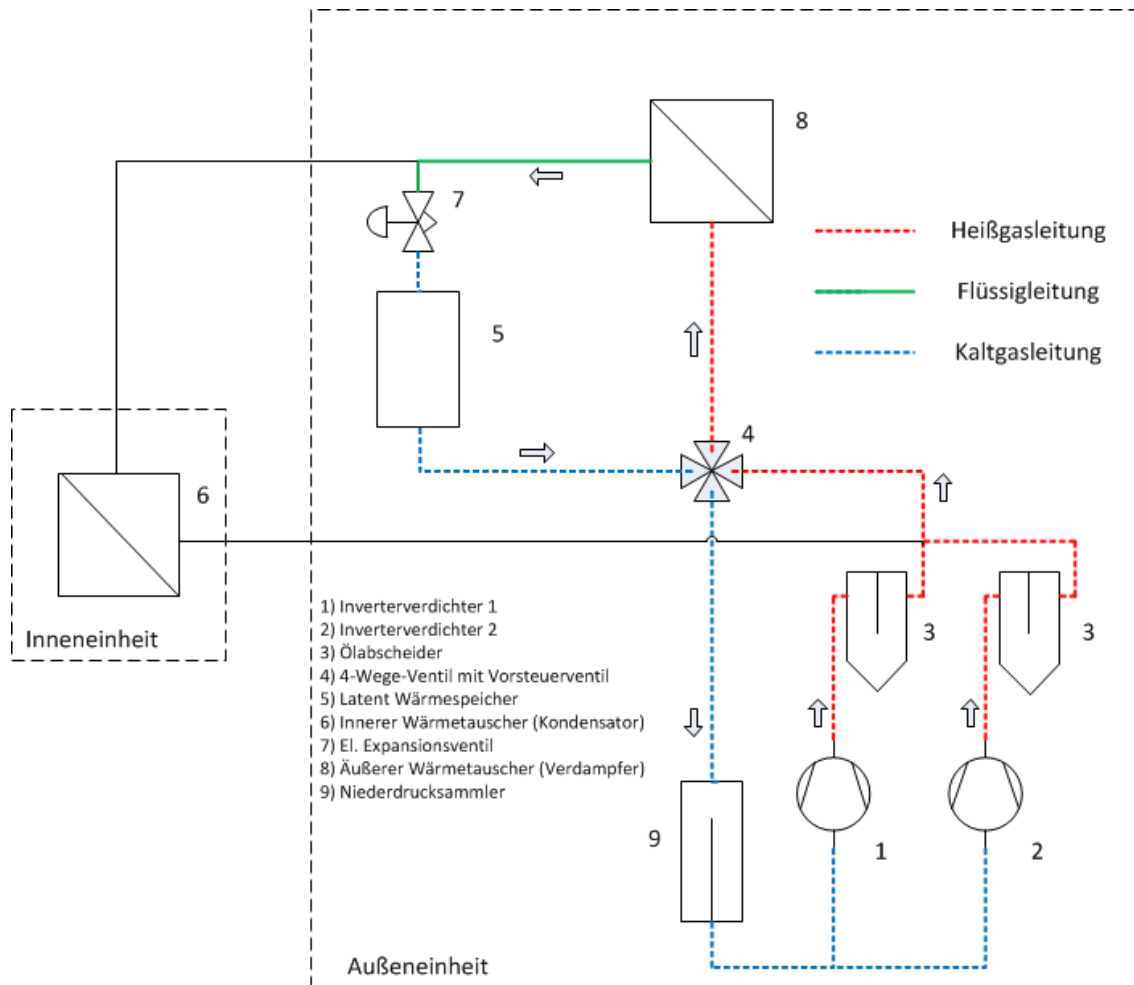 8
7
Heißgasleitung
Flüssigleitung
5
Kaltgasleitung
4
6
1) Inverterverdichter 1
2) Inverterverdichter 2
3) Ölabscheider
4) 4-Wege-Ventil mit Vorsteuerventil
5) Latent Wärmespeicher
6) Innerer Wärmetauscher (Kondensator)
7) El. Expansionsventil
8) Äußerer Wärmetauscher (Verdampfer)
9) Niederdrucksammler
3
3
Inneneinheit
9
1
2
Außeneinheit